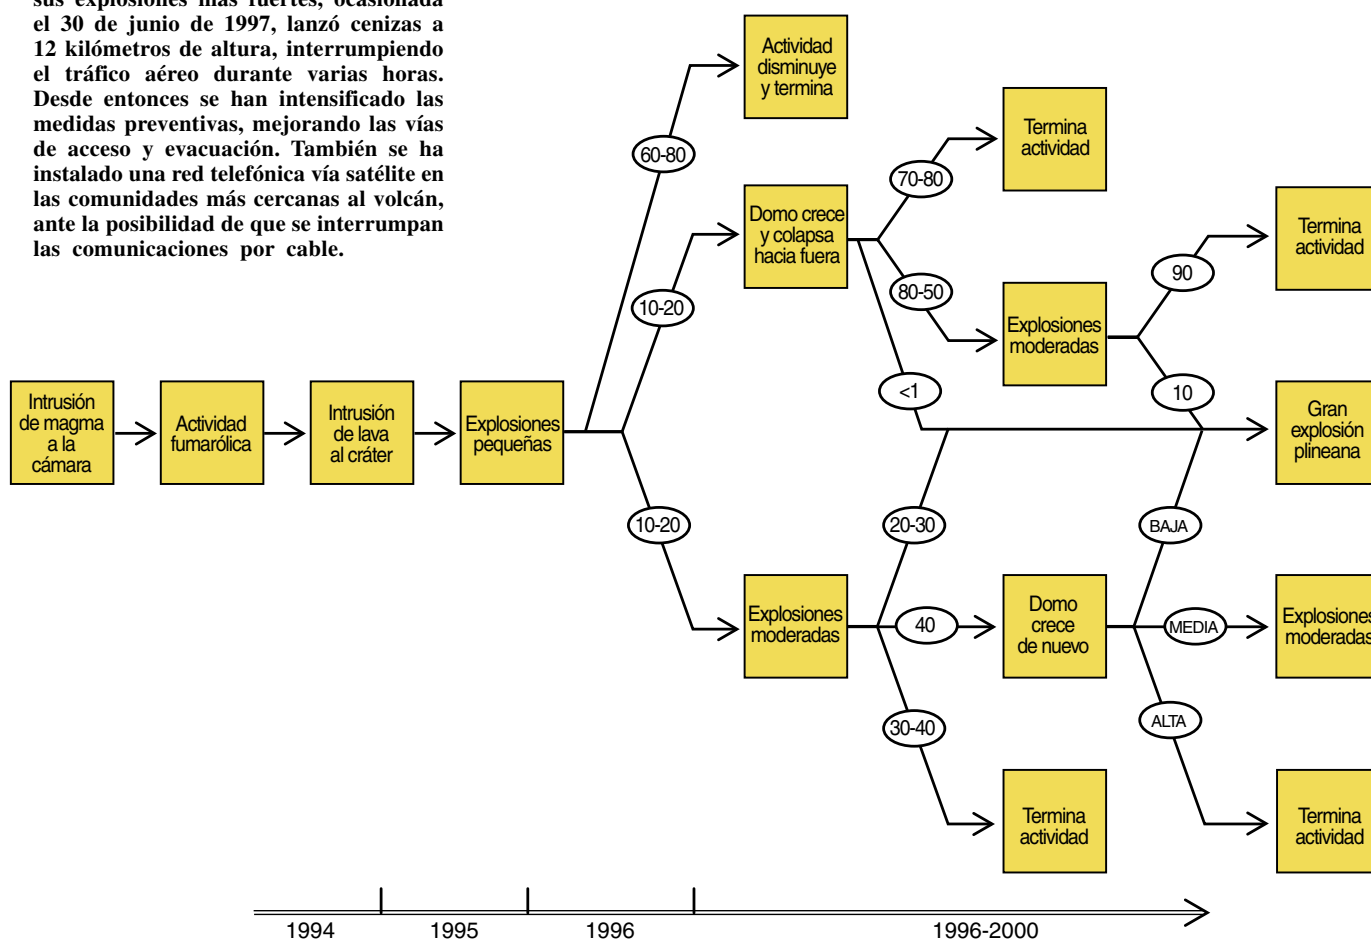 sus explosiones más fuertes, ocasionada
el 30 de junio de 1997, lanzó cenizas a
12 kilómetros de altura, interrumpiendo
el tráfico aéreo durante varias horas.
Desde entonces se han intensificado las
medidas preventivas, mejorando las vías
de acceso y evacuación. También se ha
instalado una red telefónica vía satélite en
las comunidades más cercanas al volcán,
ante la posibilidad de que se interrumpan
las comunicaciones por cable.
Intrusión
de magma
a la
cámara
Actividad
fumarólica
Intrusión
de lava
al cráter
Explosiones
pequeñas
60-80
10-20
10-20
Actividad
disminuye
y termina
Domo crece
y colapsa
hacia fuera
Explosiones
moderadas
70-80
80-50
<1
20-30
40
30-40
Termina
actividad
Explosiones
moderadas
Domo
crece
de nuevo
Termina
actividad
90
10
BAJA
MEDIA
ALTA
Termina
actividad
Gran
explosión
plineana
Explosiones
moderadas
Termina
actividad
1994
1995
1996
1996-2000